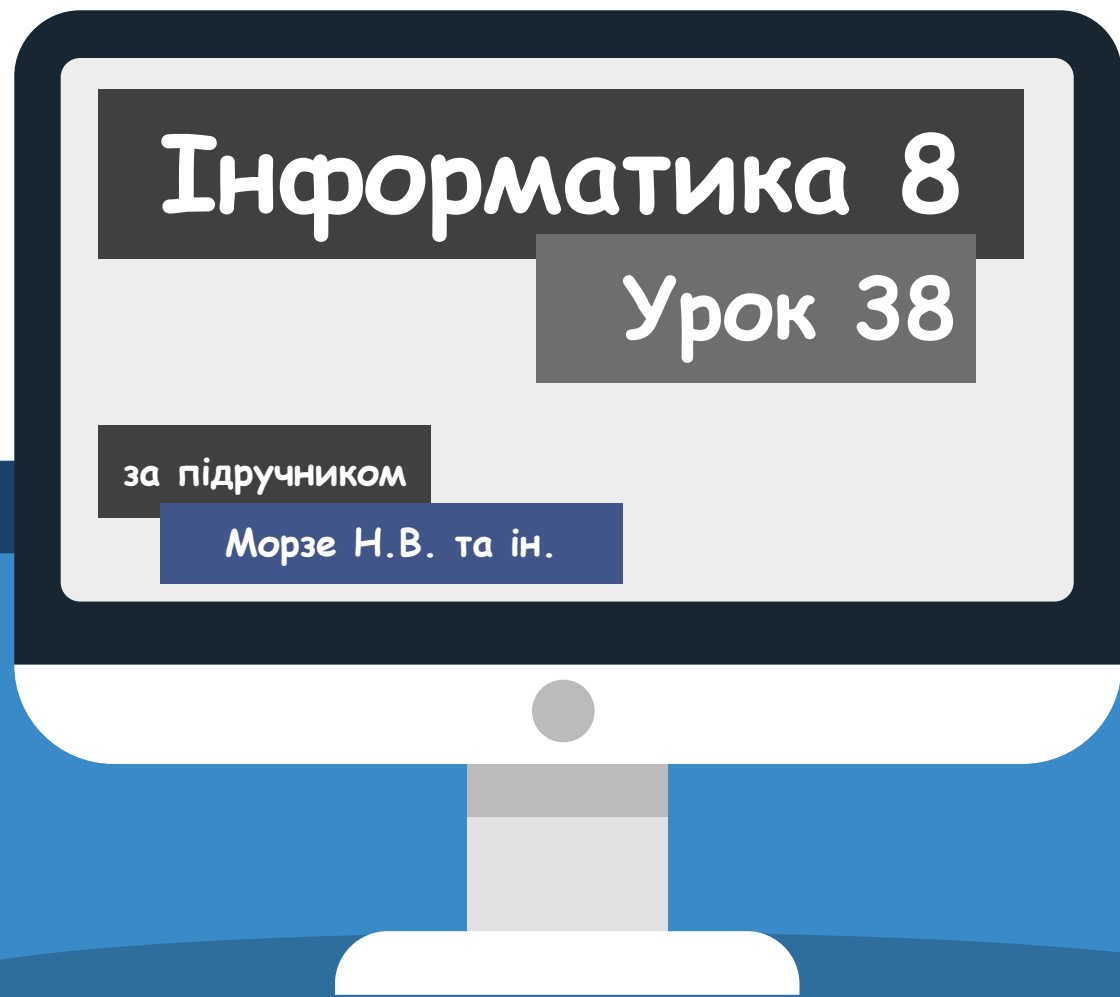 Інформатика 8
Урок 38
за підручником
Морзе Н.В. та ін.